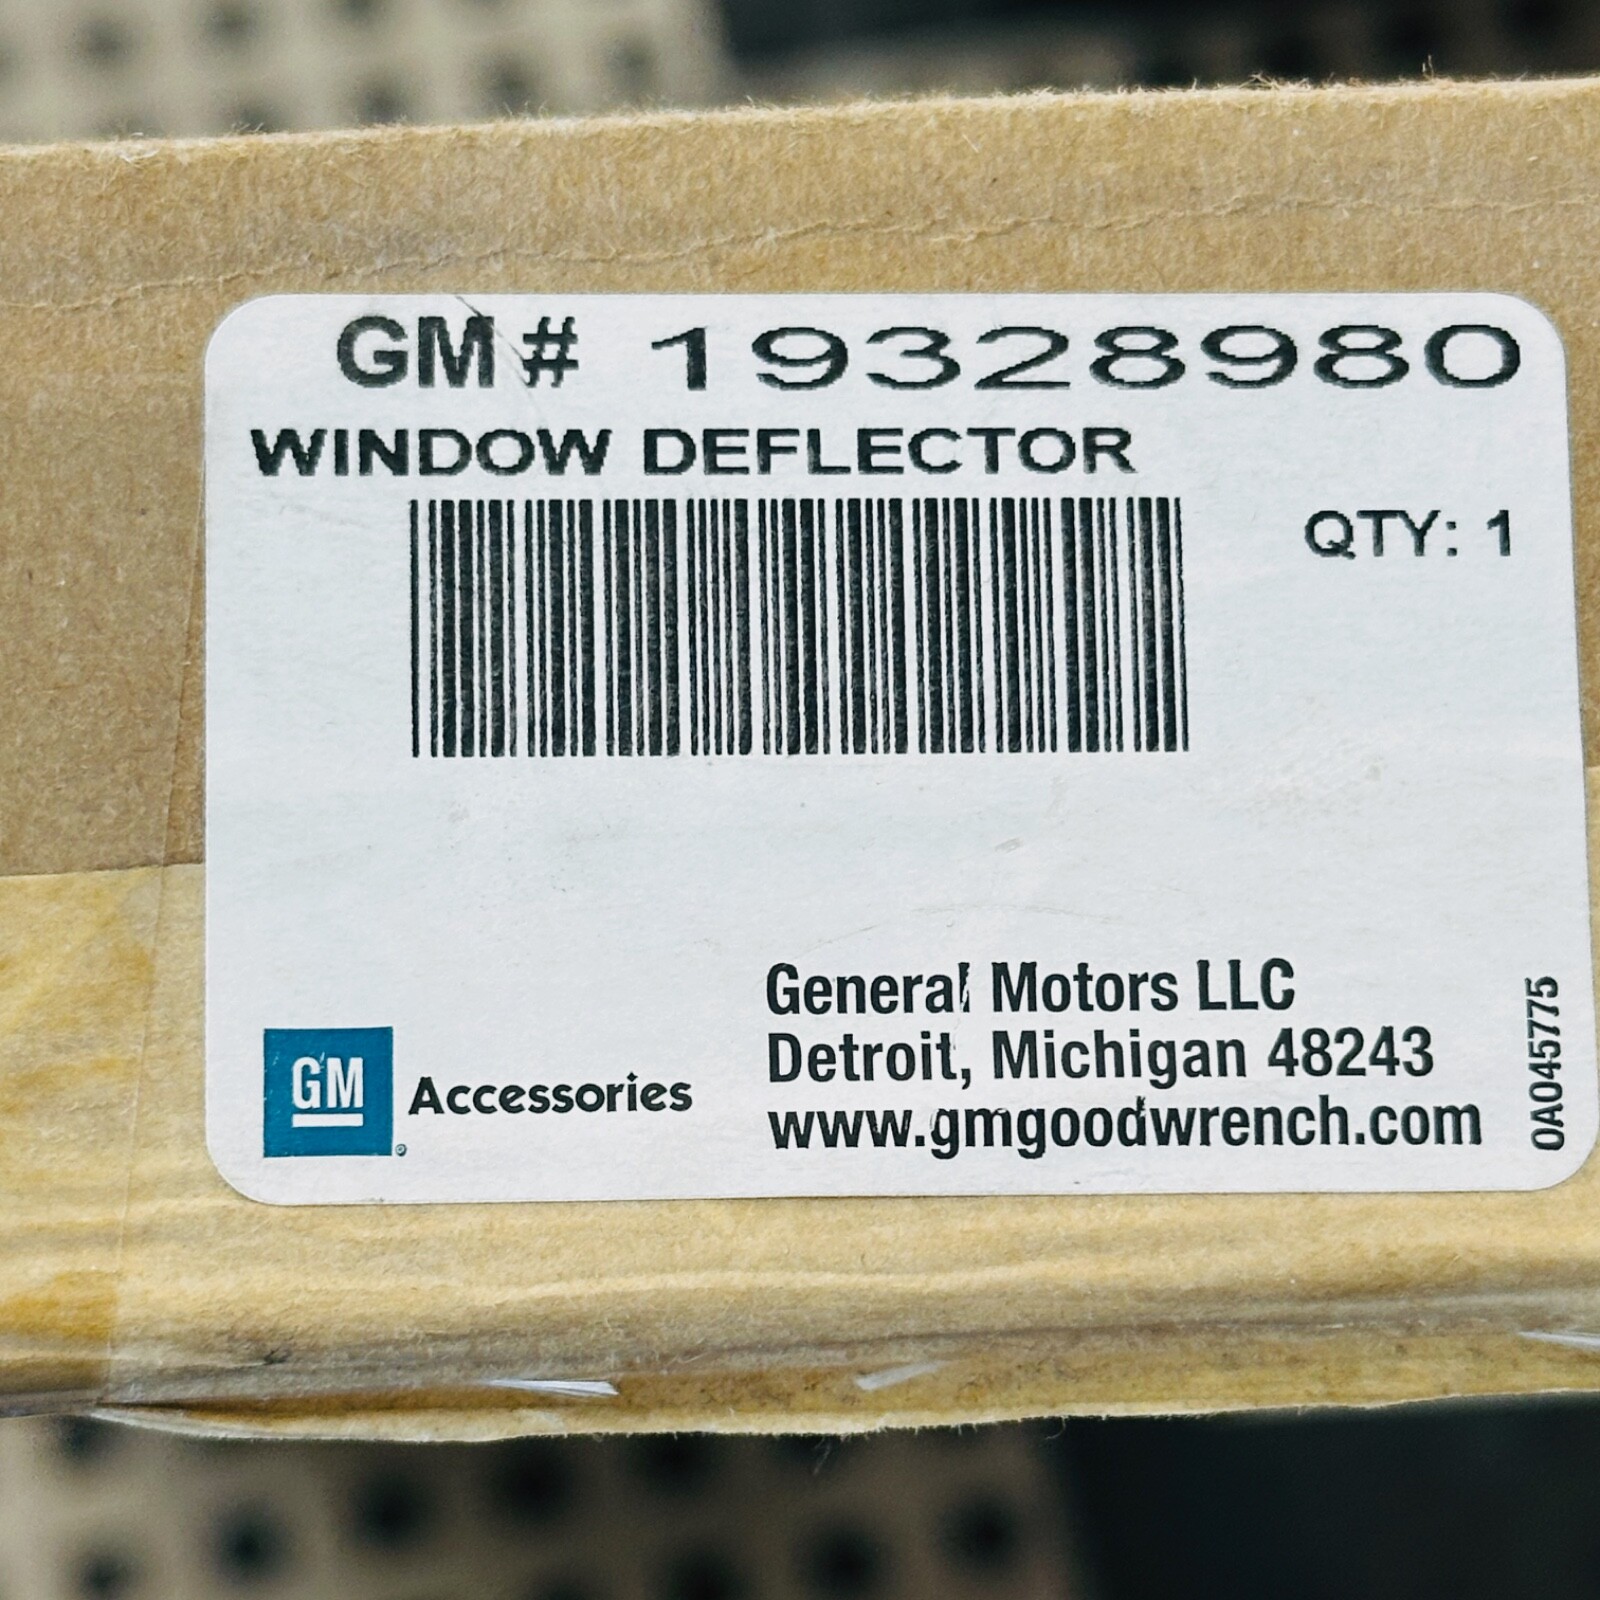 GM # 19328980
WINDOW DEFLECTOR
QTY: 1
General Motors LLC
Detroit, Michigan 48243
www.gmgoodwrench.com
GM Accessories
0A045775